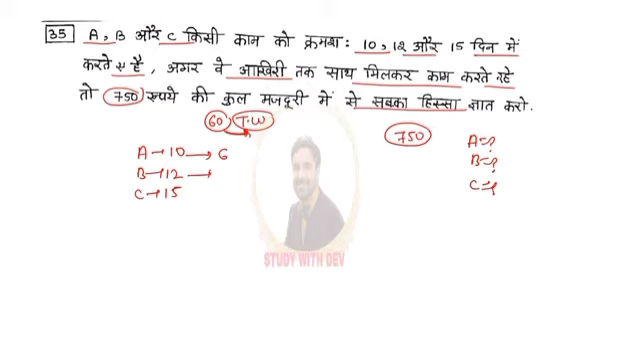 35 A, B और C किसी काम को क्रमश: 10, 12 और 15 दिन में
करते है, अगर वे आखिरी तक साथ मिलकर काम करते रहे
तो 750 रूपये की कुल मजदूरी में से सबका हिस्सा ज्ञात करो.
60 T.W 750
A→10→6 A=?
B→12→ B=?
C→15 C=?
STUDY WITH DEV